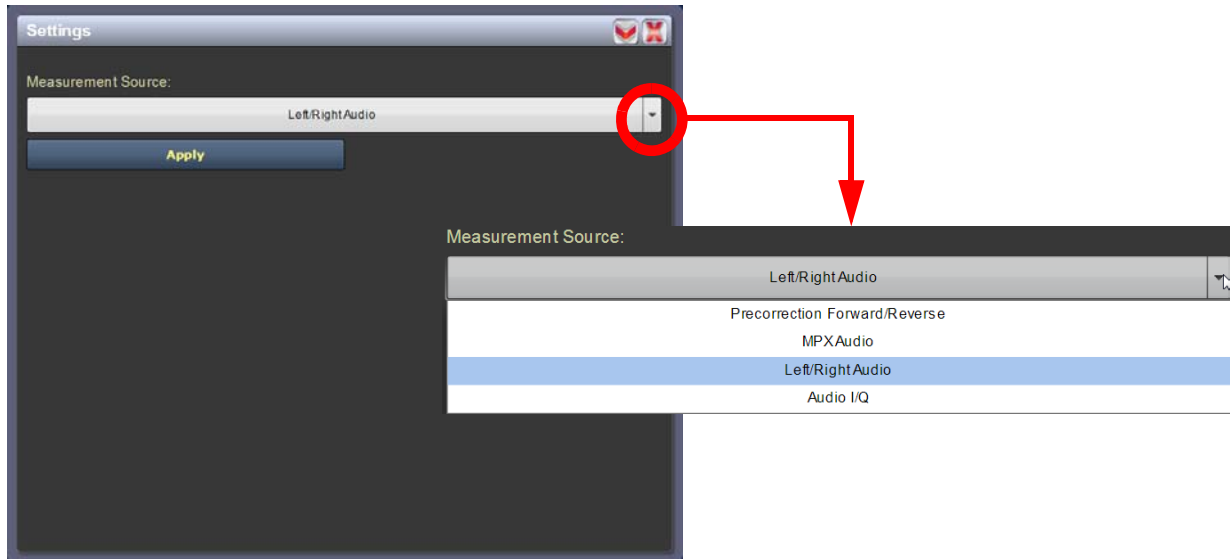 Settings
Measurement Source:
Left/Right Audio
Apply
Measurement Source:
Left/Right Audio
Precorrection Forward/Reverse
MPX Audio
Left/Right Audio
Audio I/Q